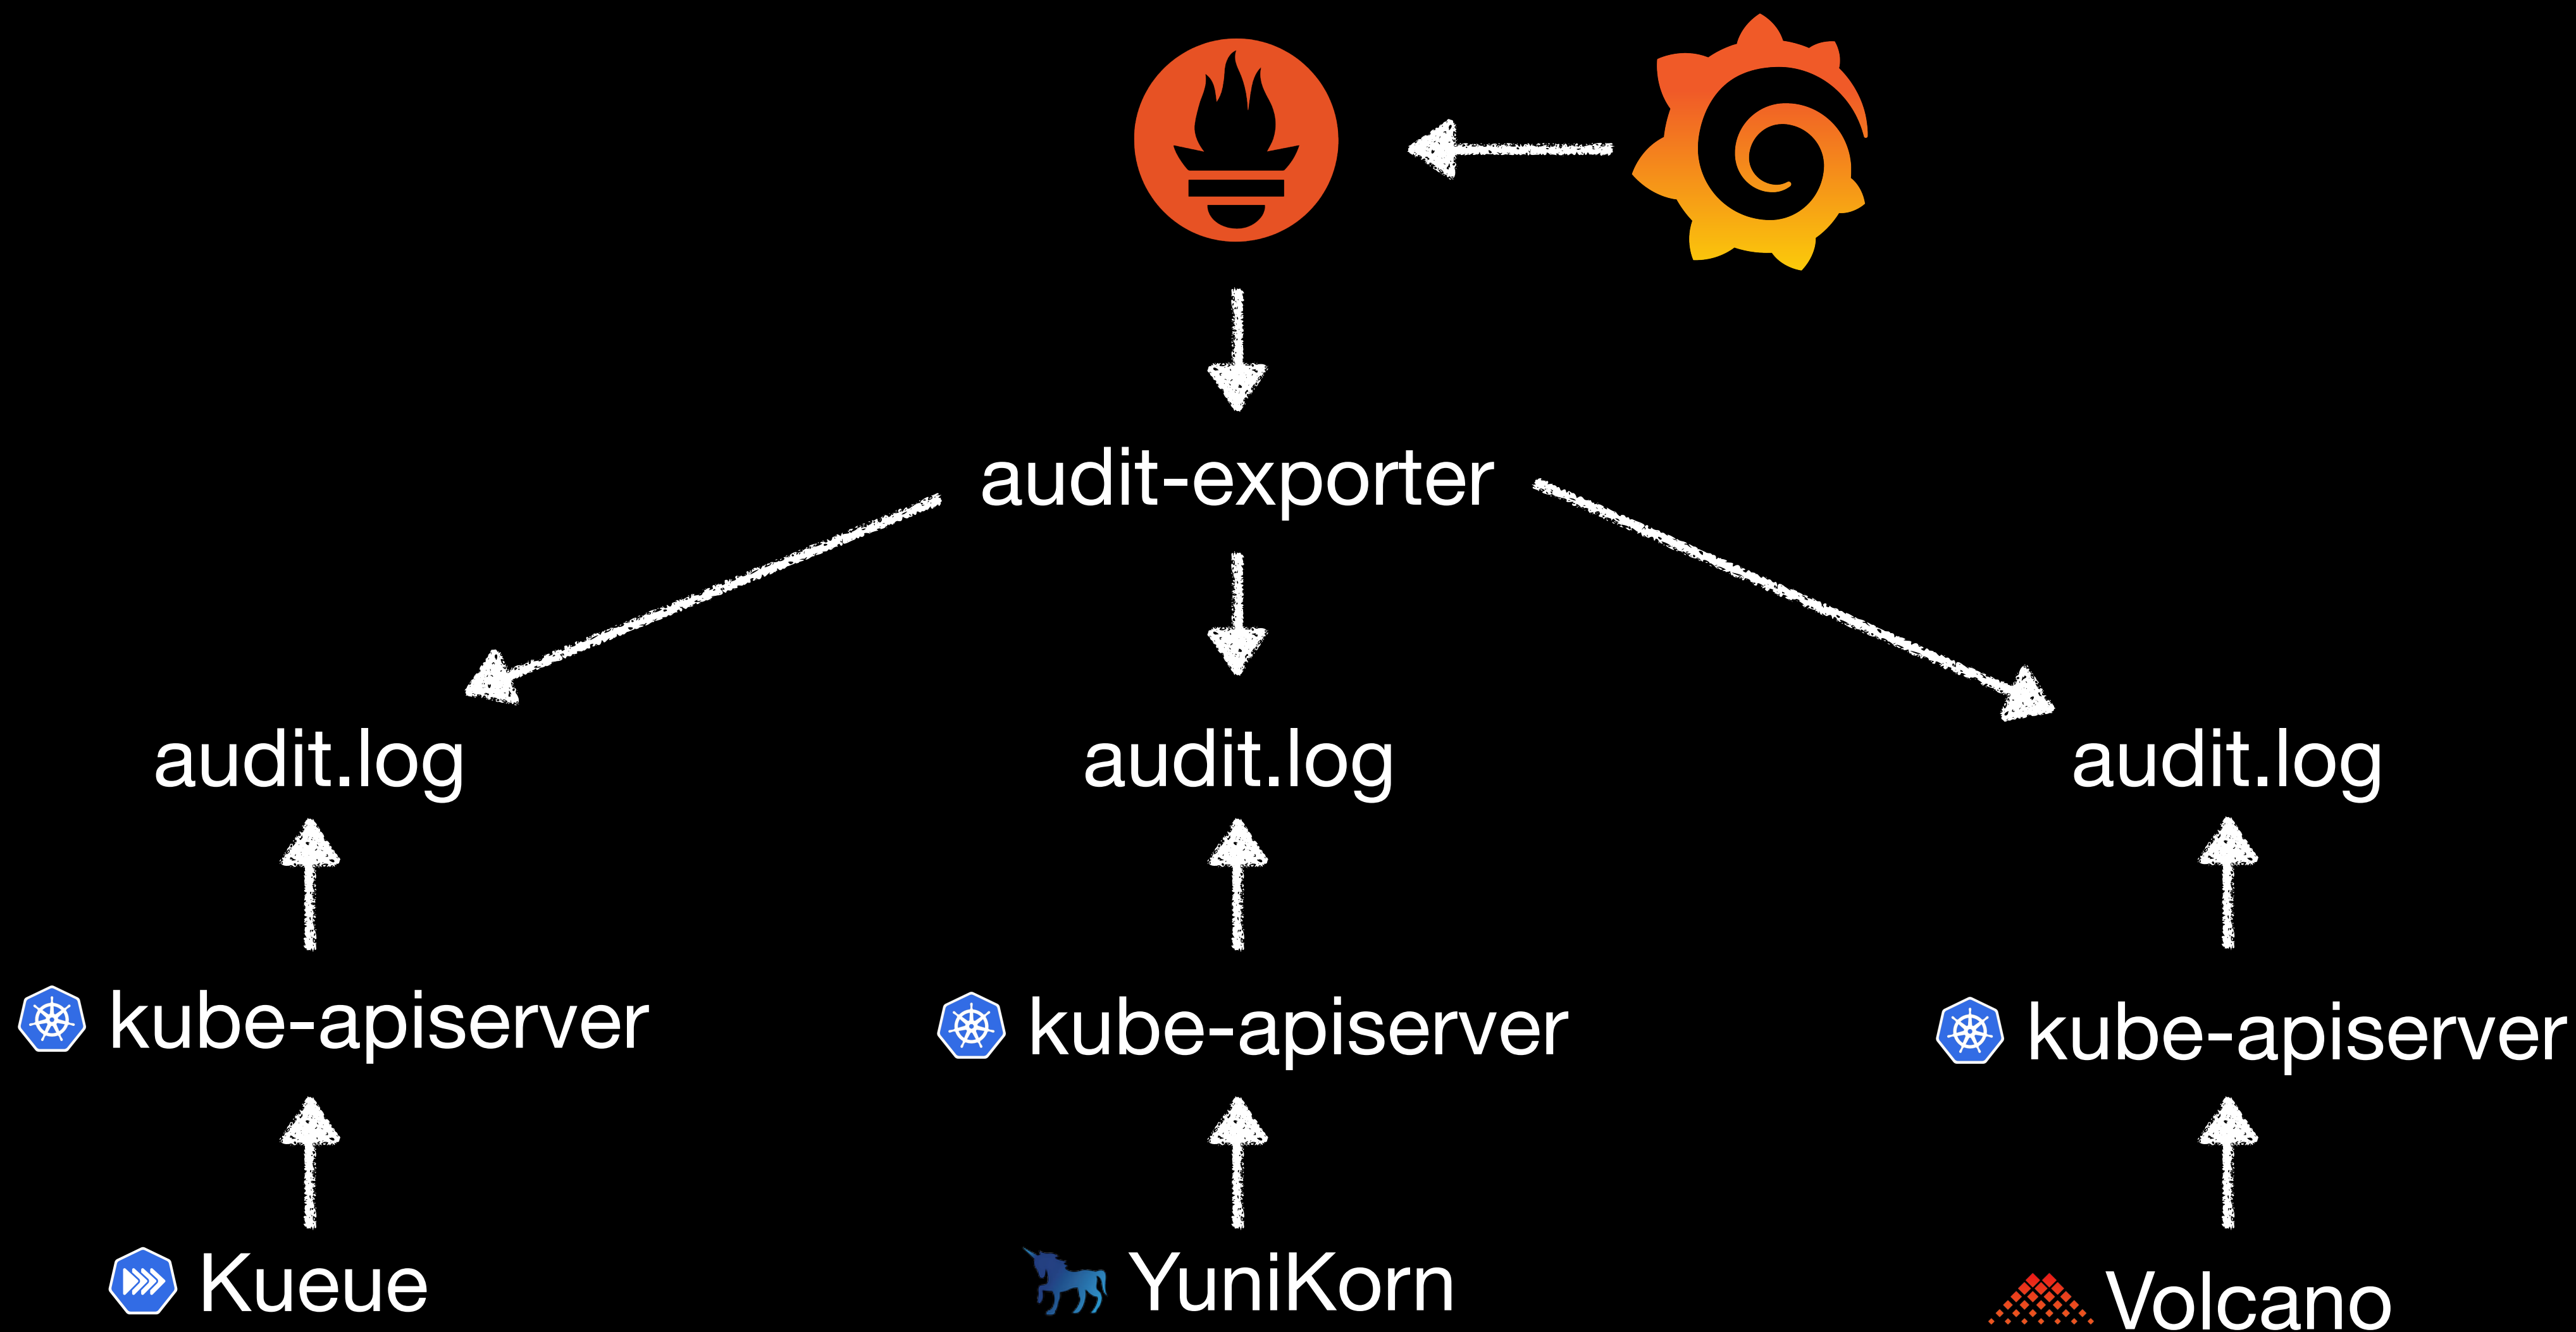 audit-exporter
audit.log
audit.log
audit.log
kube-apiserver
kube-apiserver
kube-apiserver
Kueue
YuniKorn
Volcano